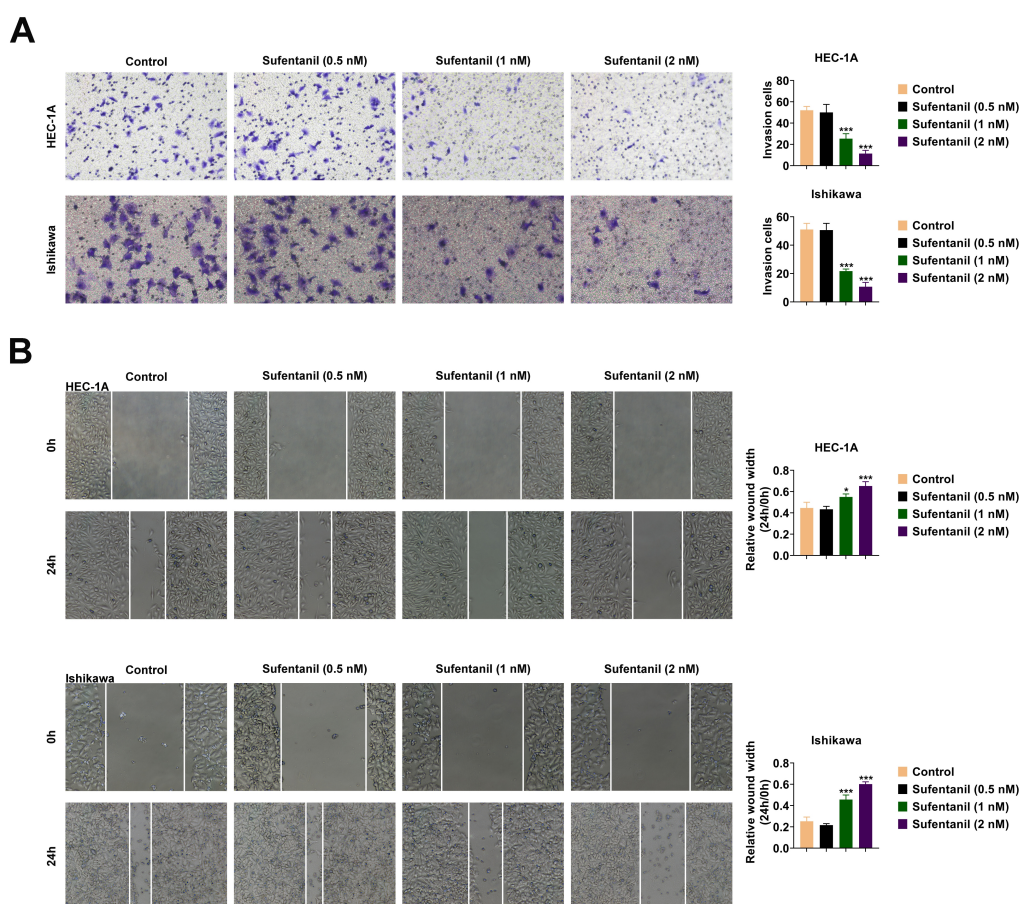 A
Control Sufentanil (0.5 nM) Sufentanil (1 nM) Sufentanil (2 nM)
HEC-1A
Ishikawa
HEC-1A
Invasion cells
80
60
40
20
0
***
***
Control
Sufentanil (0.5 nM)
Sufentanil (1 nM)
Sufentanil (2 nM)
Ishikawa
Invasion cells
60
40
20
0
***
***
Control
Sufentanil (0.5 nM)
Sufentanil (1 nM)
Sufentanil (2 nM)
B
Control Sufentanil (0.5 nM) Sufentanil (1 nM) Sufentanil (2 nM)
HEC-1A
0h
24h
HEC-1A
Relative wound width
(24h/0h)
0.8
0.6
0.4
0.2
0.0
*
***
Control
Sufentanil (0.5 nM)
Sufentanil (1 nM)
Sufentanil (2 nM)
Control Sufentanil (0.5 nM) Sufentanil (1 nM) Sufentanil (2 nM)
Ishikawa
0h
24h
Ishikawa
Relative wound width
(24h/0h)
0.8
0.6
0.4
0.2
0.0
***
***
Control
Sufentanil (0.5 nM)
Sufentanil (1 nM)
Sufentanil (2 nM)